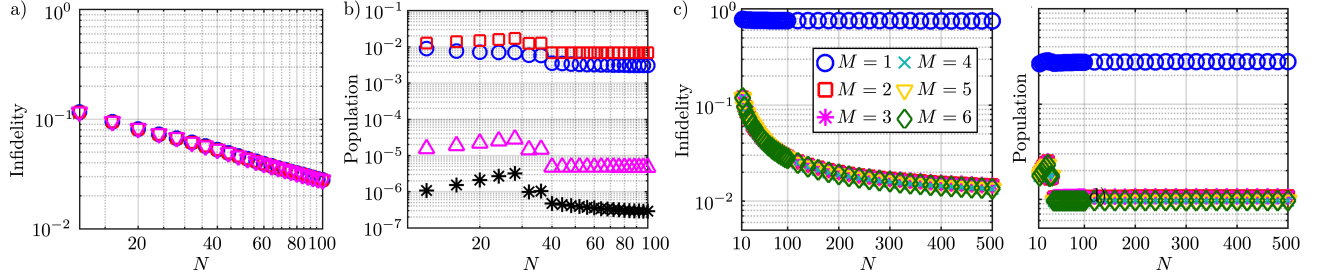 a)
10^0
10^-1
10^-2
Infidelity
20 40 60 80 100
N
b)
10^-1
10^-2
10^-3
10^-4
10^-5
10^-6
10^-7
Population
20 40 60 80 100
N
c)
10^0
10^-1
10^-2
Infidelity
M = 1 M = 4
M = 2 M = 5
M = 3 M = 6
10 100 200 300 400 500
N
Population
d)
10 100 200 300 400 500
N